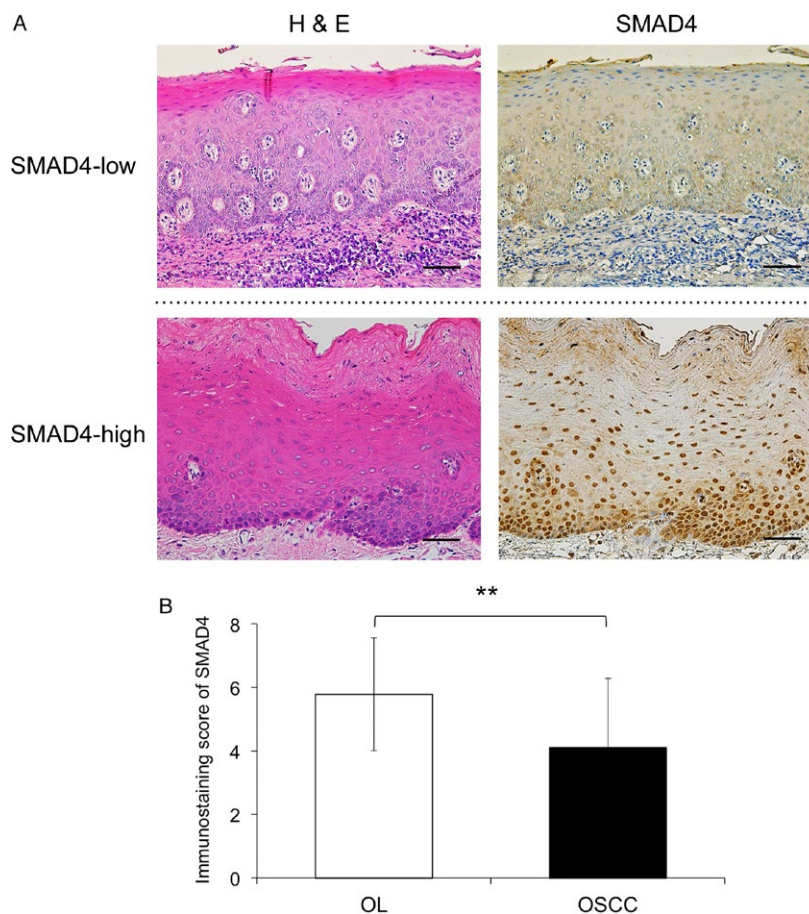 A
H & E
SMAD4
SMAD4-low
SMAD4-high
B
**
Immunostaining score of SMAD4
8
6
4
2
0
OL
OSCC